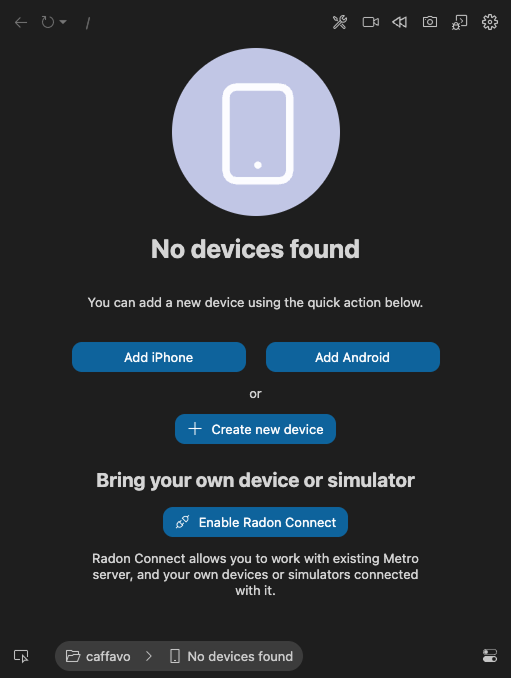 /
No devices found
You can add a new device using the quick action below.
Add iPhone
Add Android
or
Create new device
Bring your own device or simulator
Enable Radon Connect
Radon Connect allows you to work with existing Metro
server, and your own devices or simulators connected
with it.
caffavo
No devices found